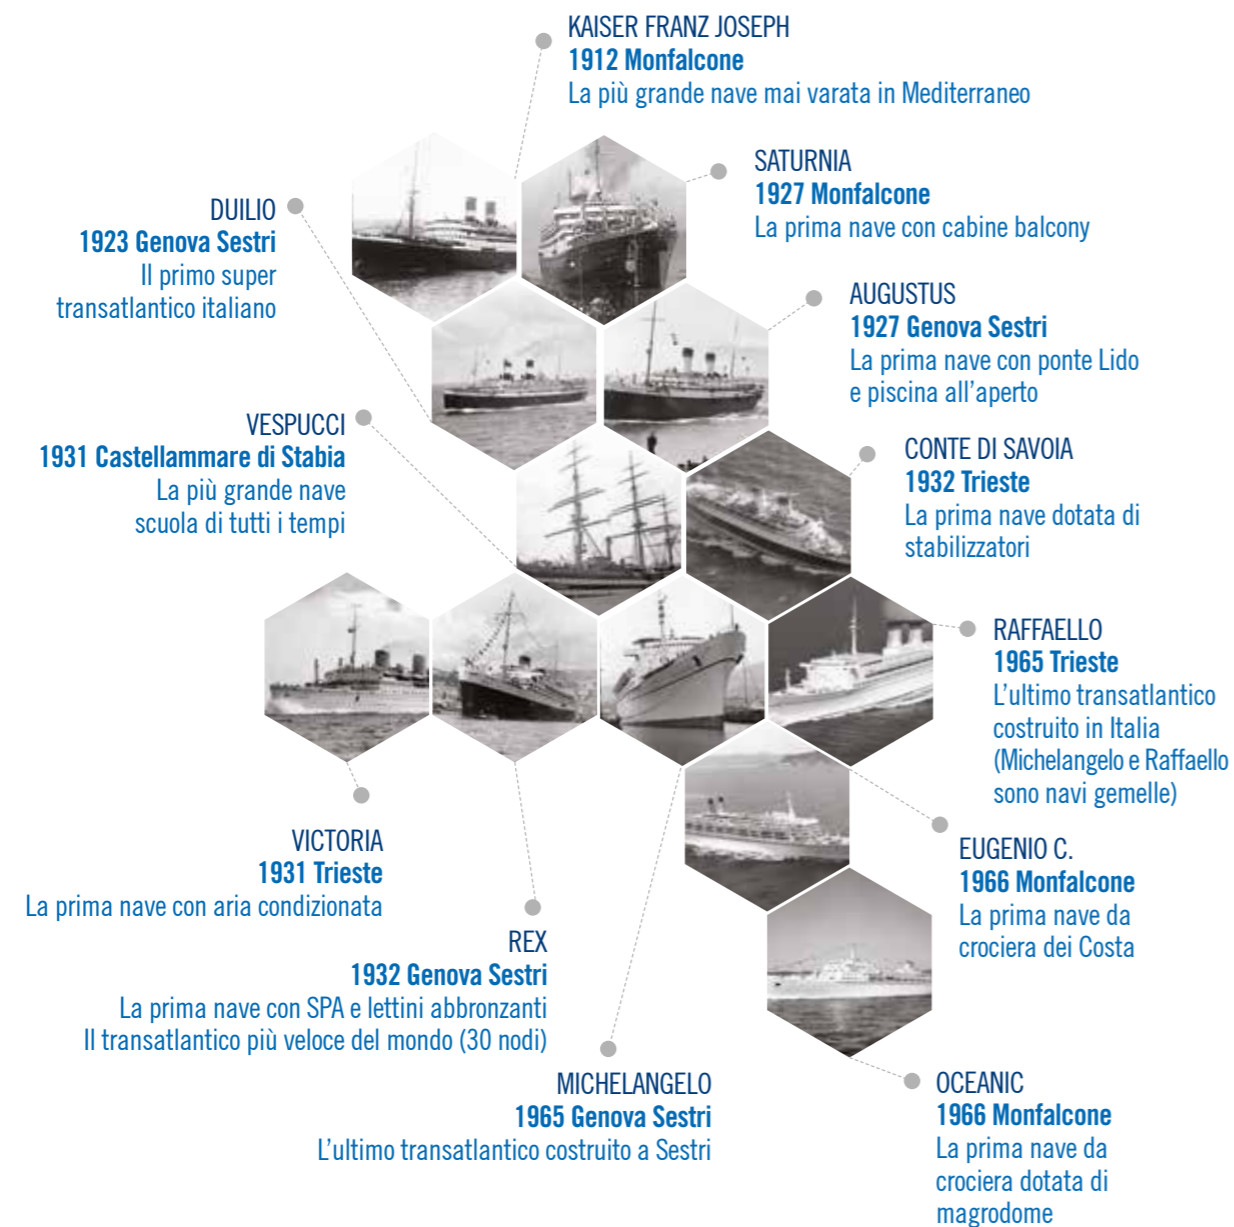 KAISER FRANZ JOSEPH
1912 Monfalcone
La più grande nave mai varata in Mediterraneo
SATURNIA
1927 Monfalcone
La prima nave con cabine balcony
DUILIO
1923 Genova Sestri
Il primo super
transatlantico italiano
AUGUSTUS
1927 Genova Sestri
La prima nave con ponte Lido
e piscina all'aperto
VESPUCCI
1931 Castellammare di Stabia
La più grande nave
scuola di tutti i tempi
CONTE DI SAVOIA
1932 Trieste
La prima nave dotata di
stabilizzatori
RAFFAELLO
1965 Trieste
L'ultimo transatlantico
costruito in Italia
(Michelangelo e Raffaello
sono navi gemelle)
VICTORIA
1931 Trieste
La prima nave con aria condizionata
EUGENIO C.
1966 Monfalcone
La prima nave da
crociera dei Costa
REX
1932 Genova Sestri
La prima nave con SPA e lettini abbronzanti
Il transatlantico più veloce del mondo (30 nodi)
MICHELANGELO
1965 Genova Sestri
L'ultimo transatlantico costruito a Sestri
OCEANIC
1966 Monfalcone
La prima nave da
crociera dotata di
magrodome